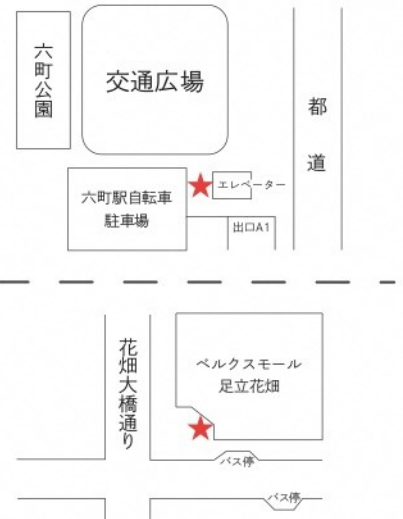 六町公園
交通広場
都道
六町駅自転車
駐車場
エレベーター
出口A1
花畑大橋通り
ベルクスモール
足立花畑
バス停
バス停